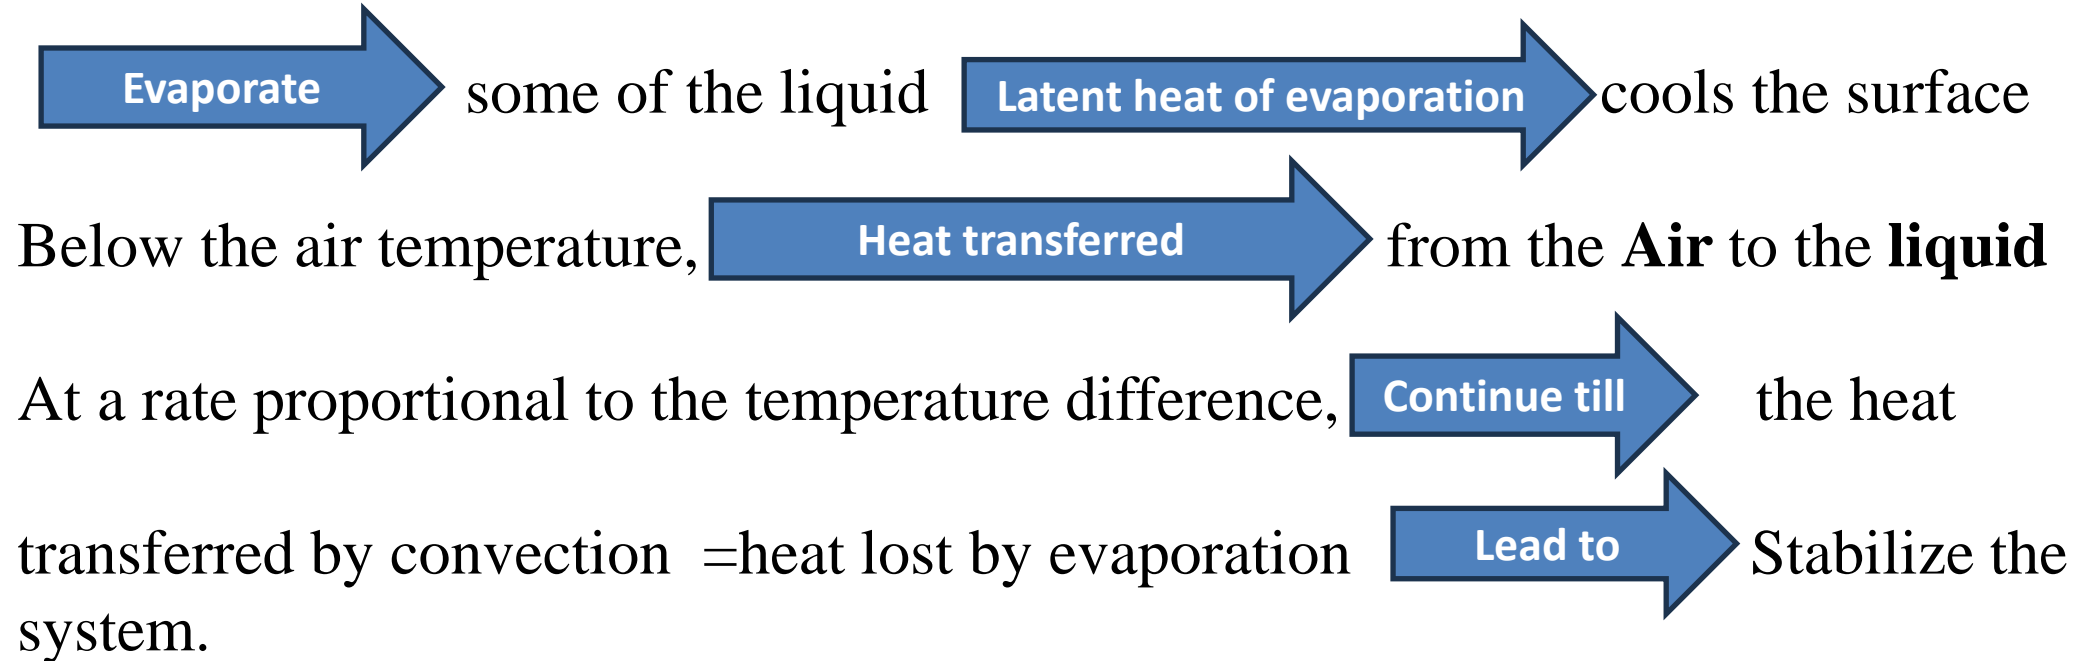 Evaporate some of the liquid Latent heat of evaporation cools the surface
Below the air temperature, Heat transferred from the Air to the liquid
At a rate proportional to the temperature difference, Continue till the heat
transferred by convection =heat lost by evaporation Lead to Stabilize the
system.